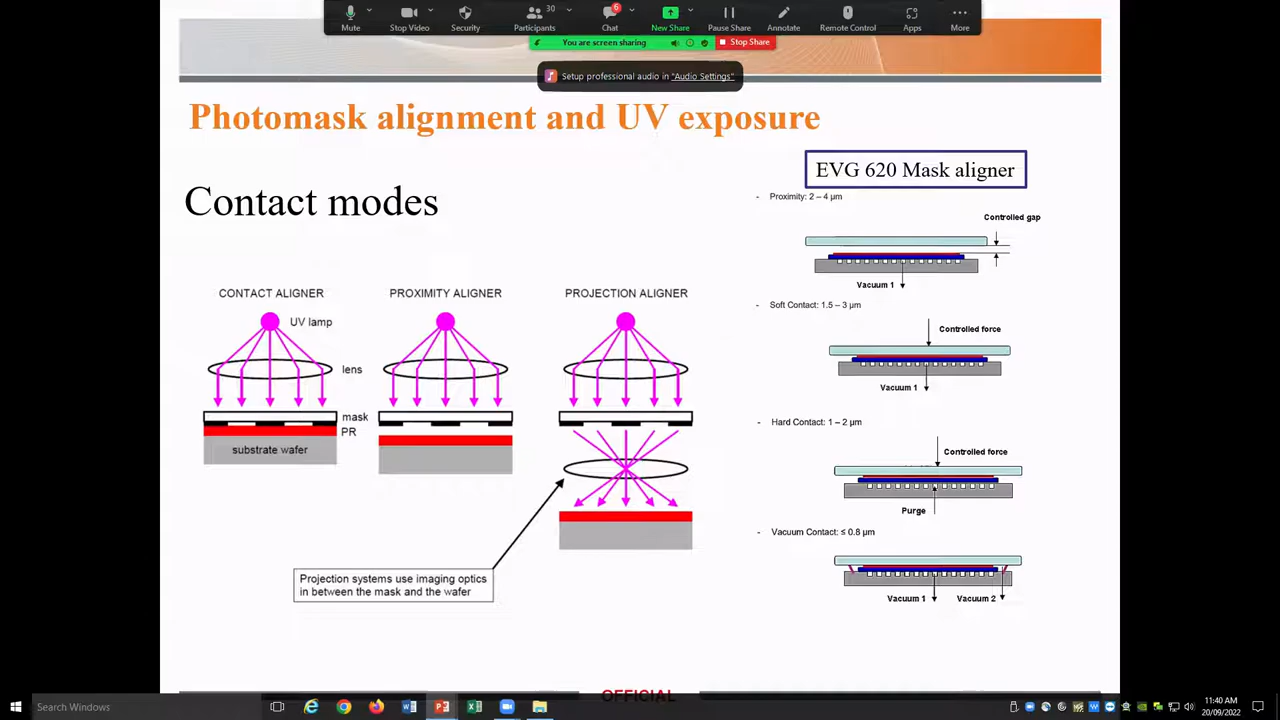 30
6
Mute
Stop Video
Security
Participants
Chat
New Share
Pause Share
Annotate
Remote Control
Apps
More
You are screen sharing
Stop Share
Setup professional audio in "Audio Settings"
Photomask alignment and UV exposure
EVG 620 Mask aligner
Contact modes
- Proximity: 2 – 4 µm
Controlled gap
Vacuum 1
CONTACT ALIGNER
PROXIMITY ALIGNER
PROJECTION ALIGNER
UV lamp
lens
mask
PR
substrate wafer
Projection systems use imaging optics
in between the mask and the wafer
- Soft Contact: 1.5 – 3 µm
Controlled force
Vacuum 1
- Hard Contact: 1 – 2 µm
Controlled force
Purge
- Vacuum Contact: ≤ 0.8 µm
Vacuum 1
Vacuum 2
OFFICIAL
Search Windows
11:40 AM
20/09/2022